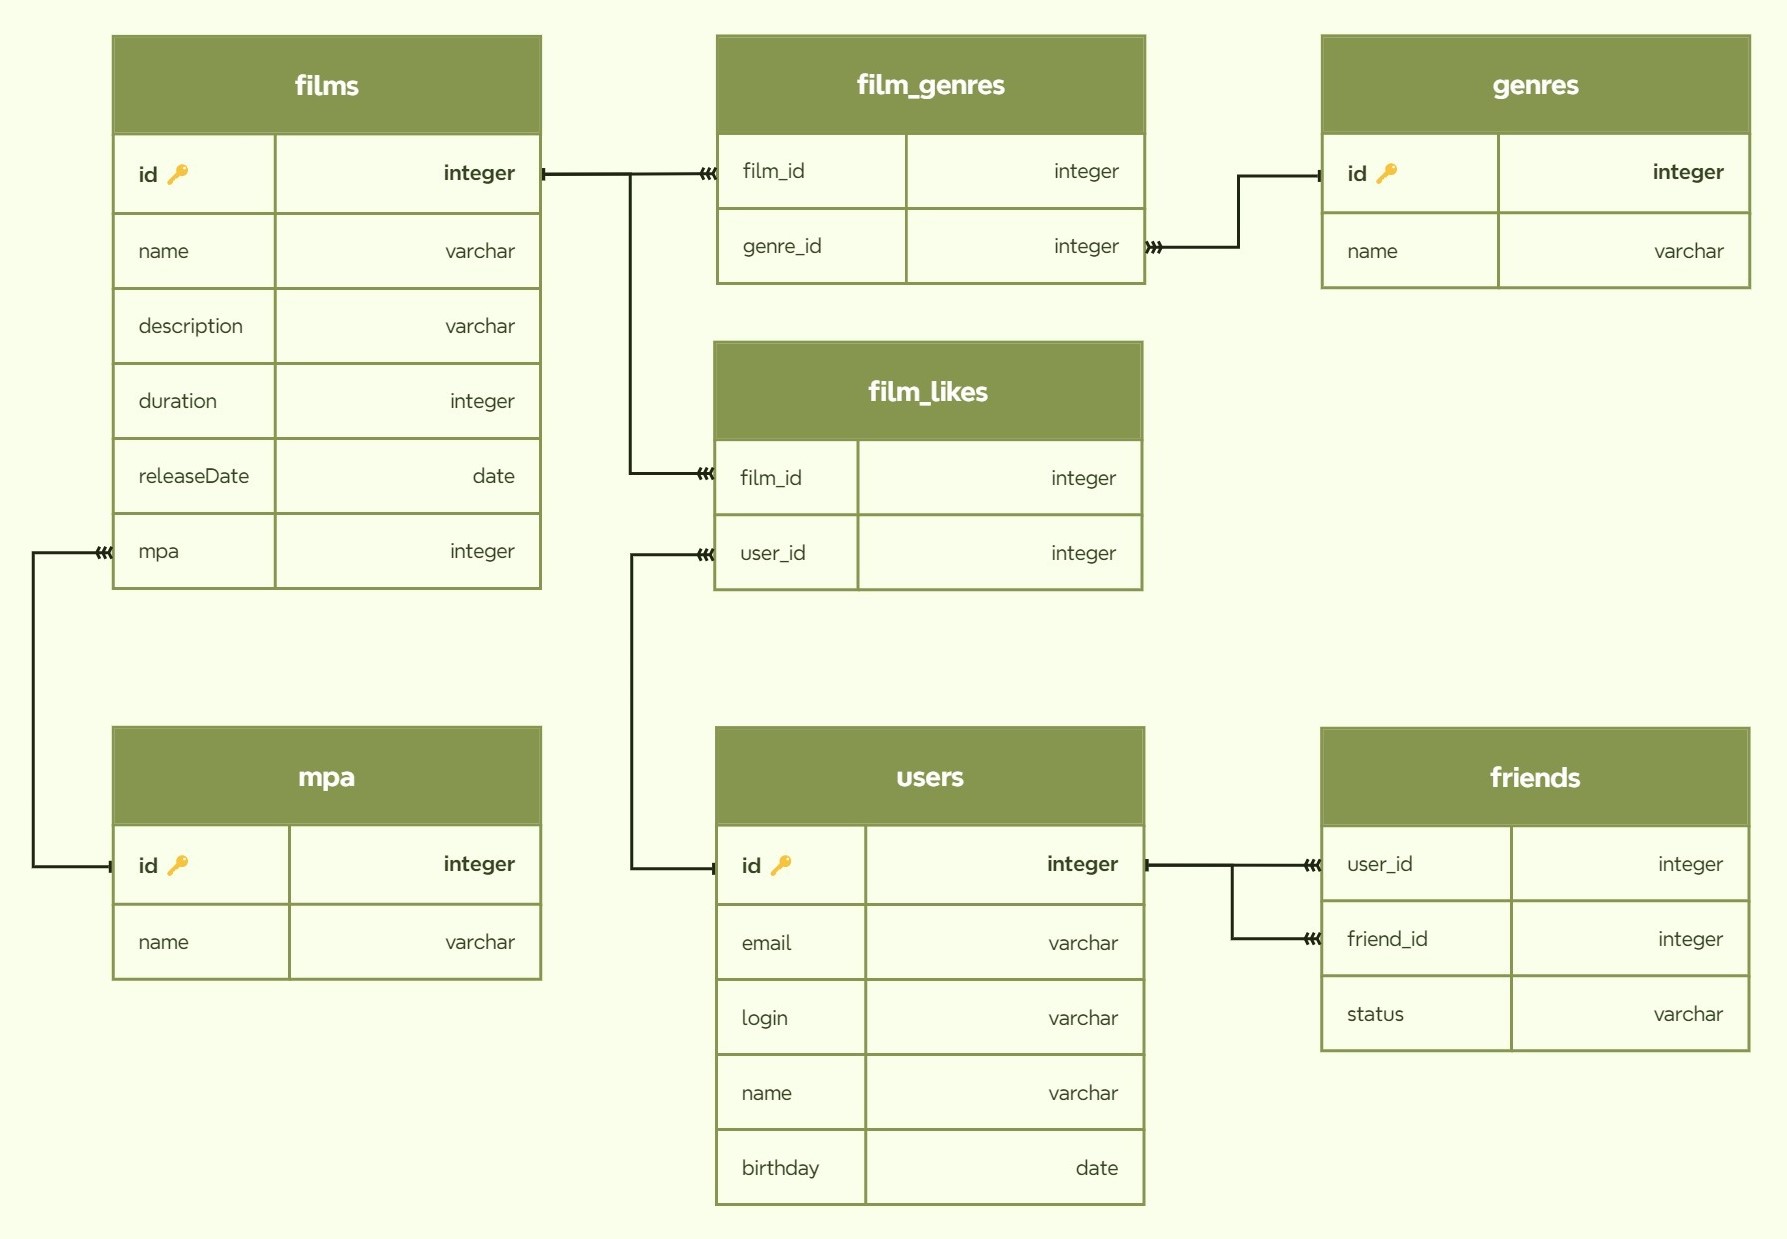 films
id integer
name varchar
description varchar
duration integer
releaseDate date
mpa integer
film_genres
film_id integer
genre_id integer
genres
id integer
name varchar
film_likes
film_id integer
user_id integer
mpa
id integer
name varchar
users
id integer
email varchar
login varchar
name varchar
birthday date
friends
user_id integer
friend_id integer
status varchar